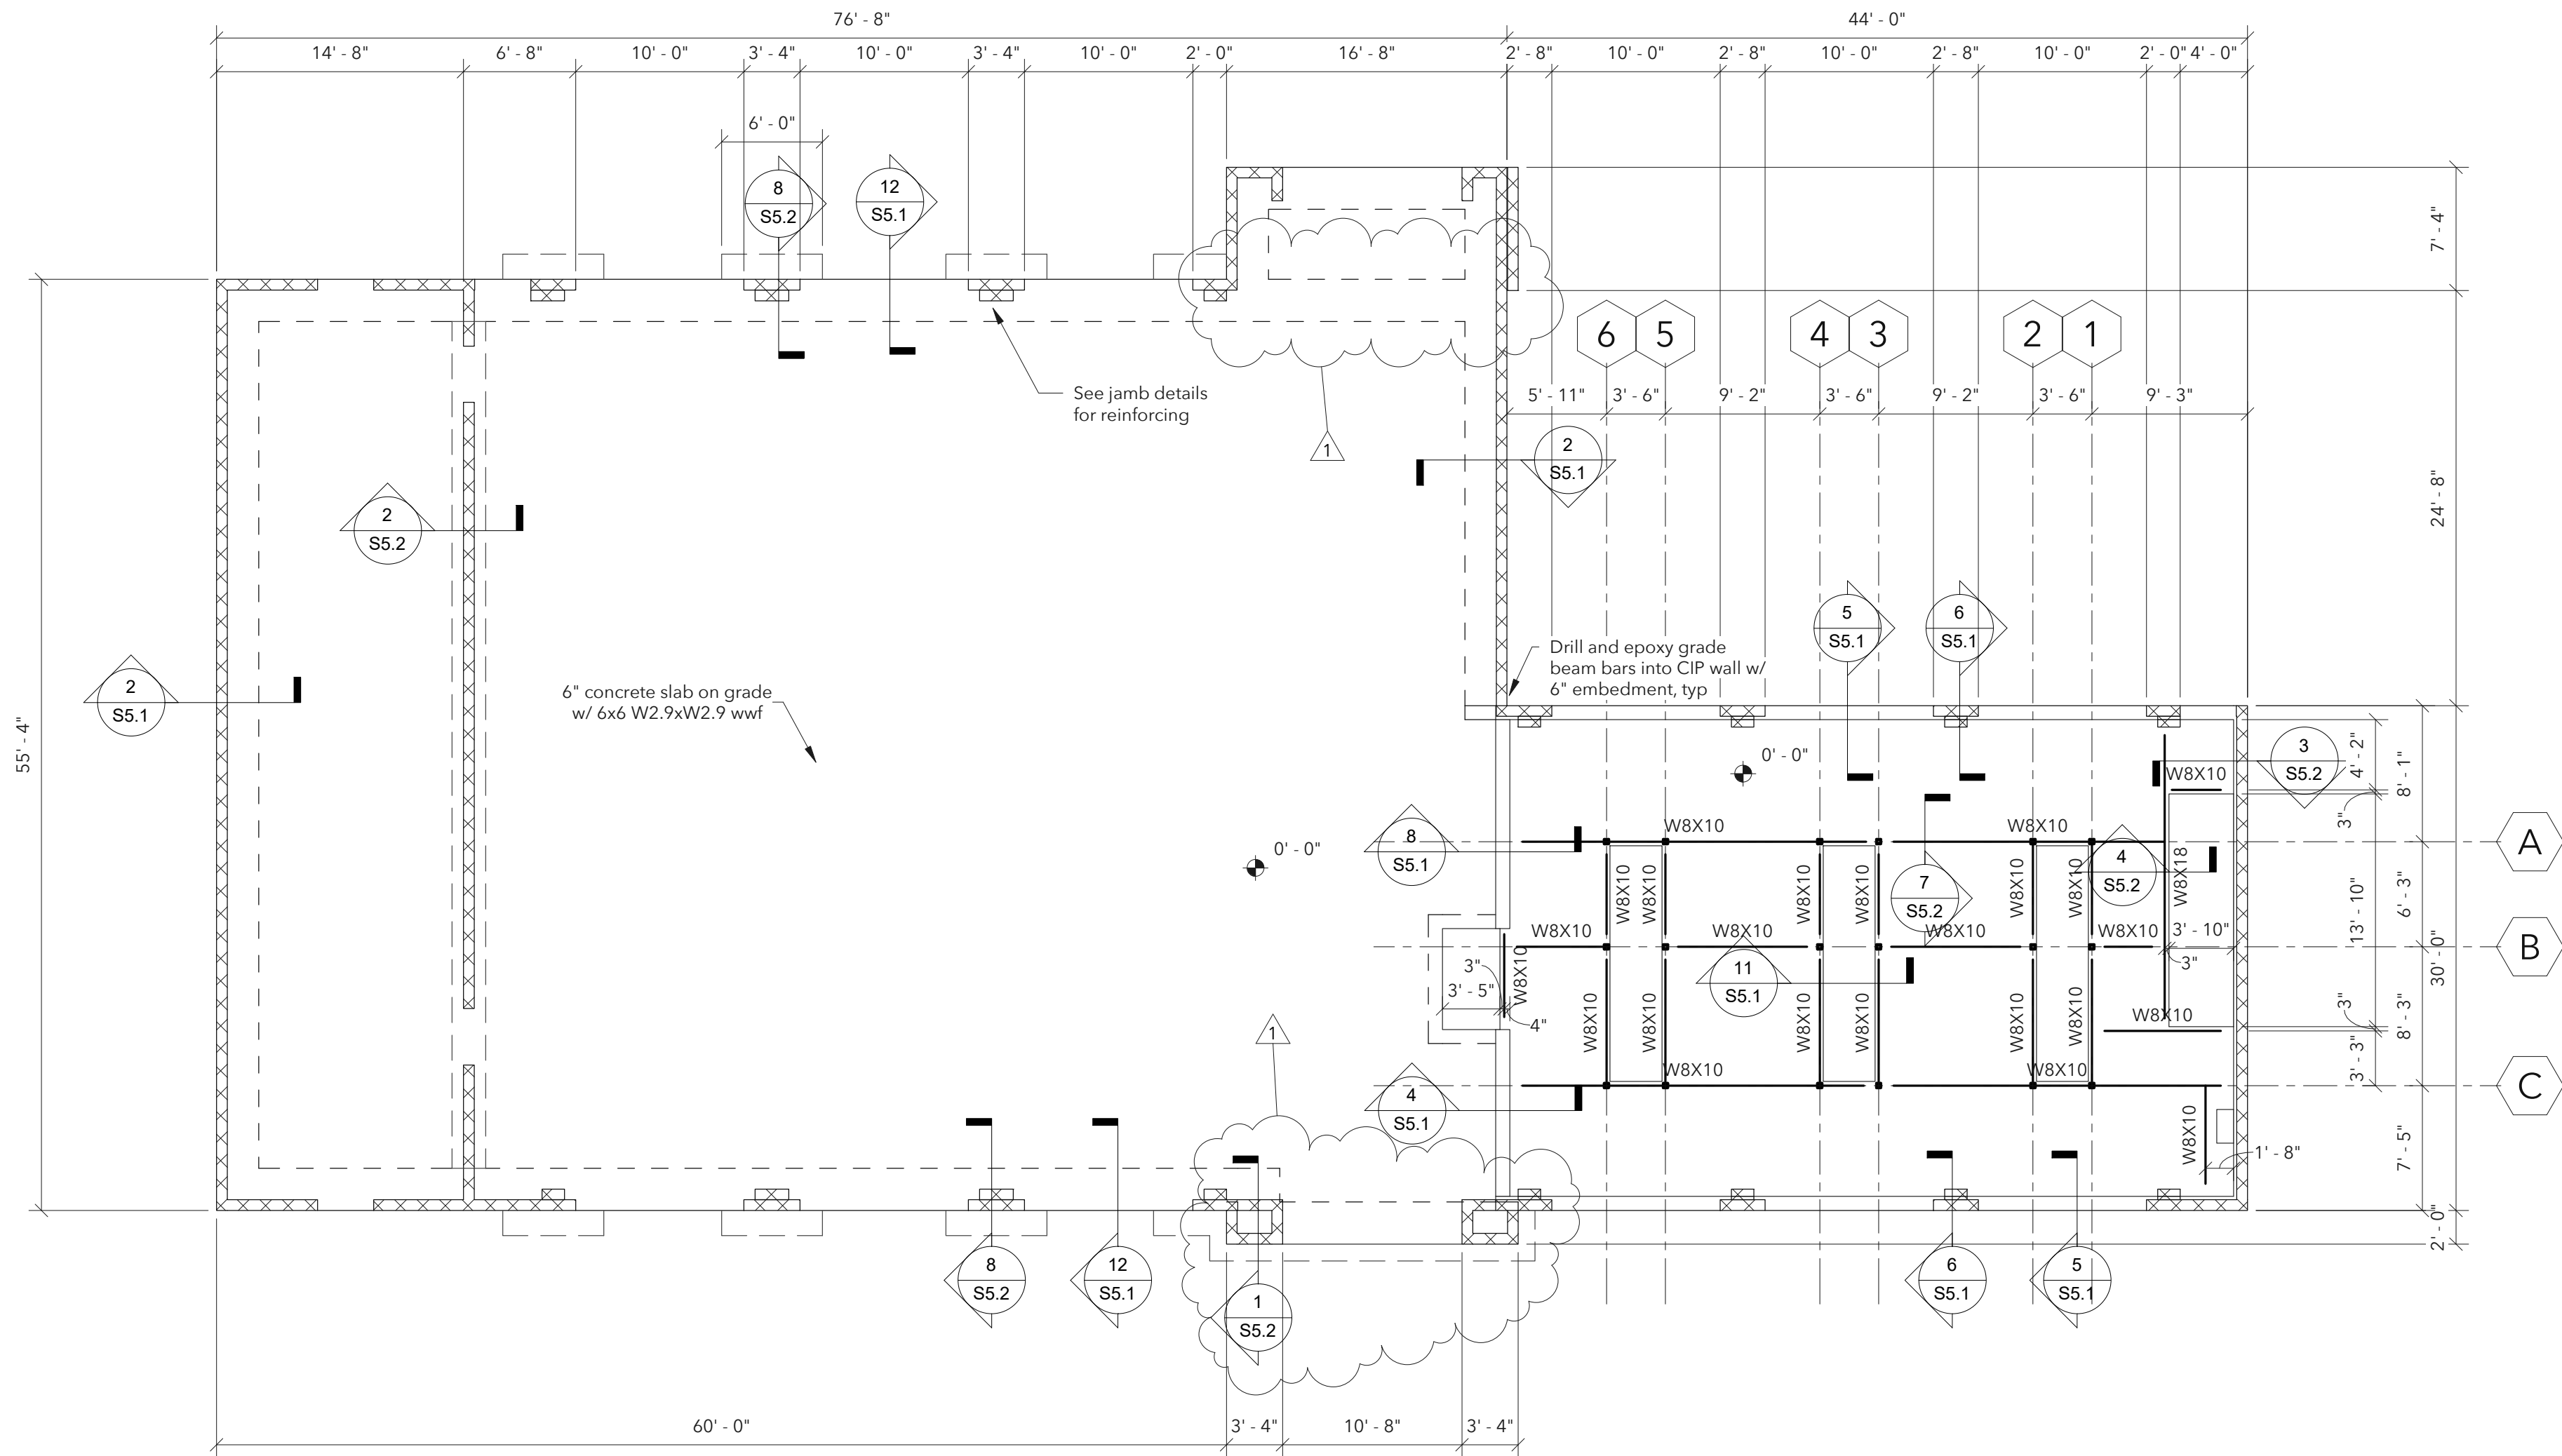 76' - 8"
44' - 0"
14' - 8"
6' - 8"
10' - 0"
3' - 4"
10' - 0"
3' - 4"
10' - 0"
2' - 0"
16' - 8"
2' - 8"
10' - 0"
2' - 8"
10' - 0"
2' - 8"
10' - 0"
2' - 0"
4' - 0"
6' - 0"
8
S5.2
12
S5.1
7' - 4"
6
5
4
3
2
1
See jamb details
for reinforcing
5' - 11"
3' - 6"
9' - 2"
3' - 6"
9' - 2"
3' - 6"
9' - 3"
1
2
S5.1
24' - 8"
2
S5.2
5
S5.1
6
S5.1
Drill and epoxy grade
beam bars into CIP wall w/
6" embedment, typ
2
S5.1
6" concrete slab on grade
w/ 6x6 W2.9xW2.9 wwf
55' - 4"
0' - 0"
0' - 0"
W8X10
3
S5.2
4' - 2"
8' - 1"
3"
8
S5.1
W8X10
W8X10
A
W8X10
W8X10
W8X10
W8X10
W8X10
W8X10
7
S5.2
4
S5.2
W8X18
13' - 10"
6' - 3"
W8X10
W8X10
W8X10
W8X10
3' - 10"
3"
B
30' - 0"
3"
3' - 5"
4"
W8X10
11
S5.1
W8X10
W8X10
W8X10
W8X10
W8X10
W8X10
W8X10
3"
8' - 3"
3' - 3"
1
W8X10
W8X10
C
4
S5.1
W8X10
1' - 8"
7' - 5"
2' - 0"
8
S5.2
12
S5.1
1
S5.2
6
S5.1
5
S5.1
60' - 0"
3' - 4"
10' - 8"
3' - 4"